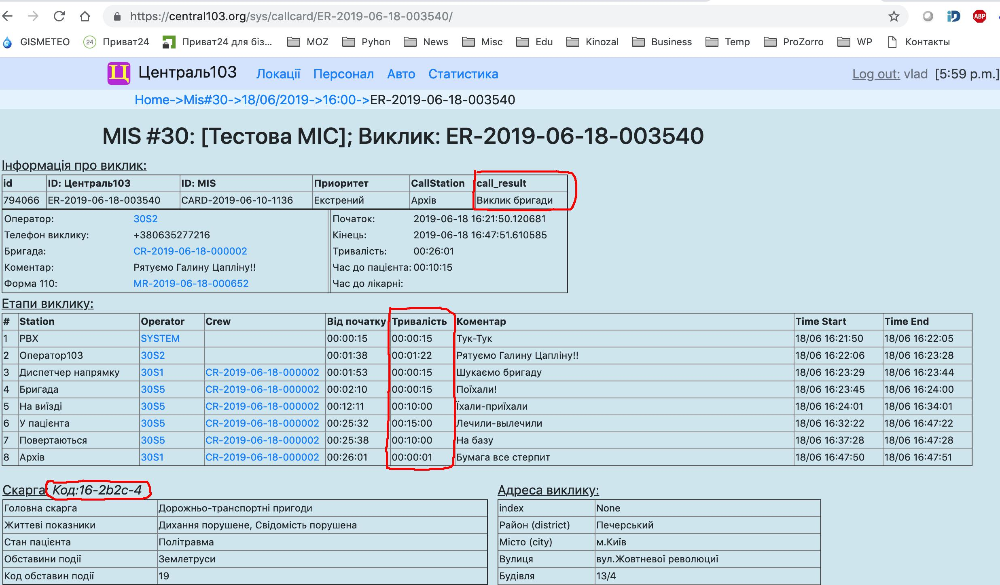 https://central103.org/sys/callcard/ER-2019-06-18-003540/
ABP
GISMETEO 24 Приват24 Приват24 для біз... MOZ Pyhon News Misc Edu Kinozal Business Temp ProZorro WP Контакты
Ц Централь103 Локації Персонал Авто Статистика Log out: vlad [5:59 p.m.]
Home->Mis#30->18/06/2019->16:00->ER-2019-06-18-003540
MIS #30: [Тестова МІС]; Виклик: ER-2019-06-18-003540
Інформація про виклик:
id ID: Централь103 ID: MIS Приоритет CallStation call_result
794066 ER-2019-06-18-003540 CARD-2019-06-10-1136 Екстрений Архів Виклик бригади
Оператор: 30S2 Початок: 2019-06-18 16:21:50.120681
Телефон виклику: +380635277216 Кінець: 2019-06-18 16:47:51.610585
Бригада: CR-2019-06-18-000002 Тривалість: 00:26:01
Коментар: Рятуємо Галину Цапліну!! Час до пацієнта: 00:10:15
Форма 110: MR-2019-06-18-000652 Час до лікарні:
Етапи виклику:
# Station Operator Crew Від початку Тривалість Коментар Time Start Time End
1 PBX SYSTEM 00:00:15 00:00:15 Тук-Тук 18/06 16:21:50 18/06 16:22:05
2 Оператор103 30S2 00:01:38 00:01:22 Рятуємо Галину Цапліну!! 18/06 16:22:06 18/06 16:23:28
3 Диспетчер напрямку 30S1 CR-2019-06-18-000002 00:01:53 00:00:15 Шукаємо бригаду 18/06 16:23:29 18/06 16:23:44
4 Бригада 30S5 CR-2019-06-18-000002 00:02:10 00:00:15 Поїхали! 18/06 16:23:45 18/06 16:24:00
5 На виїзді 30S5 CR-2019-06-18-000002 00:12:11 00:10:00 Їхали-приїхали 18/06 16:24:01 18/06 16:34:01
6 У пацієнта 30S5 CR-2019-06-18-000002 00:25:32 00:15:00 Лечили-вылечили 18/06 16:32:22 18/06 16:47:22
7 Повертаються 30S5 CR-2019-06-18-000002 00:25:38 00:10:00 На базу 18/06 16:37:28 18/06 16:47:28
8 Архів 30S1 CR-2019-06-18-000002 00:26:01 00:00:01 Бумага все стерпит 18/06 16:47:50 18/06 16:47:51
Скарга: Код:16-2b2c-4
Головна скарга Дорожньо-транспортні пригоди
Життеві показники Дихання порушене, Свідомість порушена
Стан пацієнта Політравма
Обставини події Землетруси
Код обставин події 19
Адреса виклику:
index None
Район (district) Печерський
Місто (city) м.Київ
Вулиця вул.Жовтневої революциї
Будівля 13/4